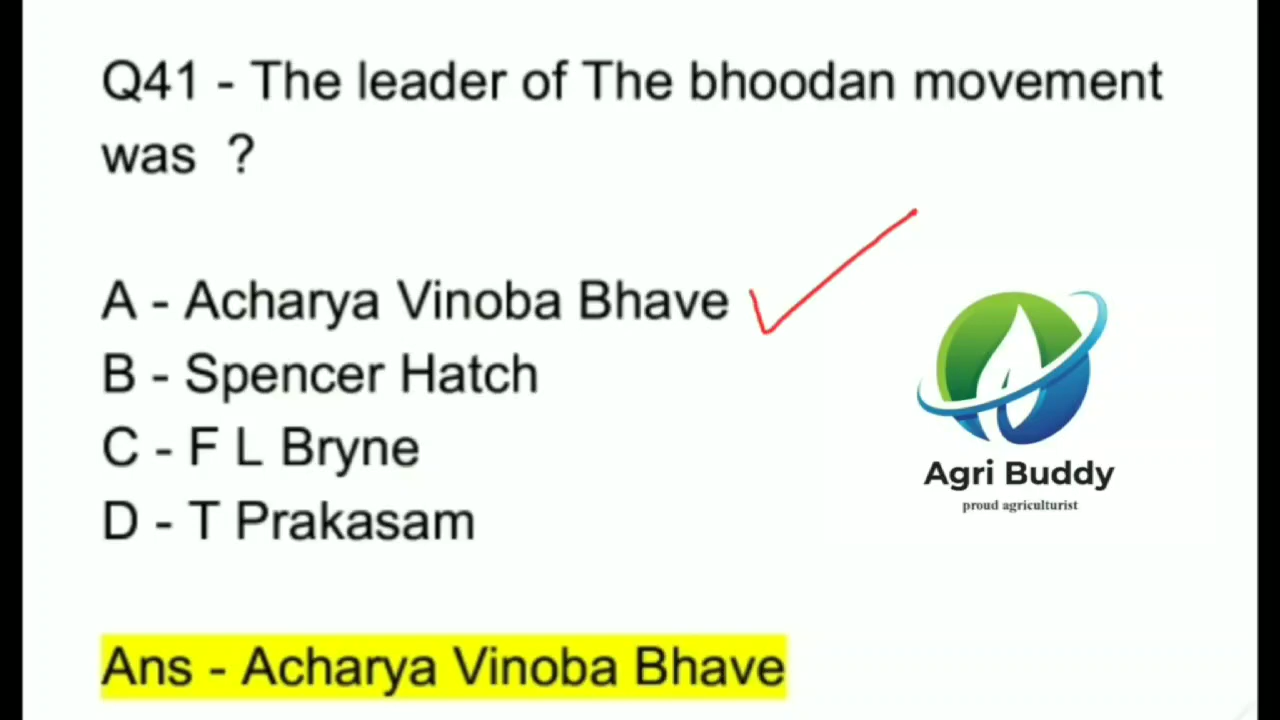 Q41 - The leader of The bhoodan movement
was ?
A - Acharya Vinoba Bhave
B - Spencer Hatch
C - F L Bryne
D - T Prakasam
Agri Buddy
proud agriculturist
Ans - Acharya Vinoba Bhave